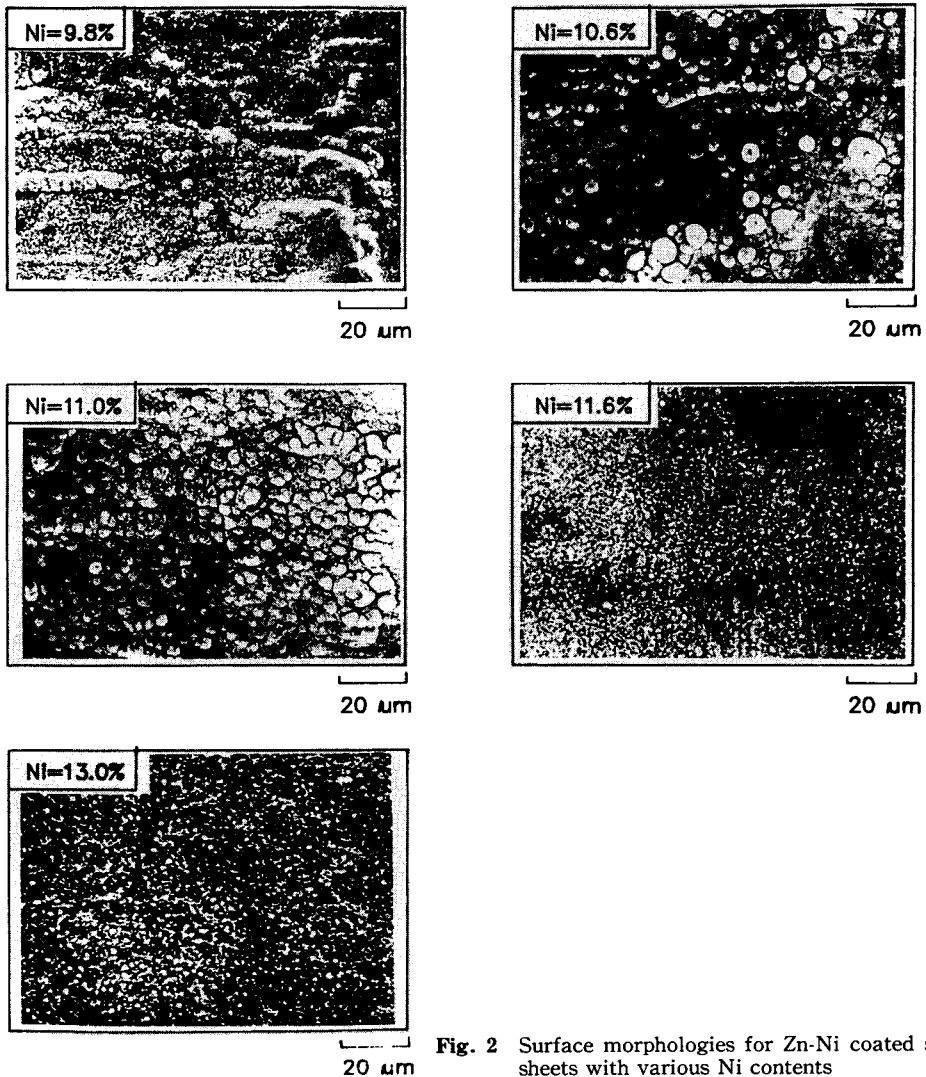 Ni=9.8%
Ni=10.6%
20 μm
20 μm
Ni=11.0%
Ni=11.6%
20 μm
20 μm
Ni=13.0%
20 μm
Fig. 2 Surface morphologies for Zn-Ni coated s
sheets with various Ni contents